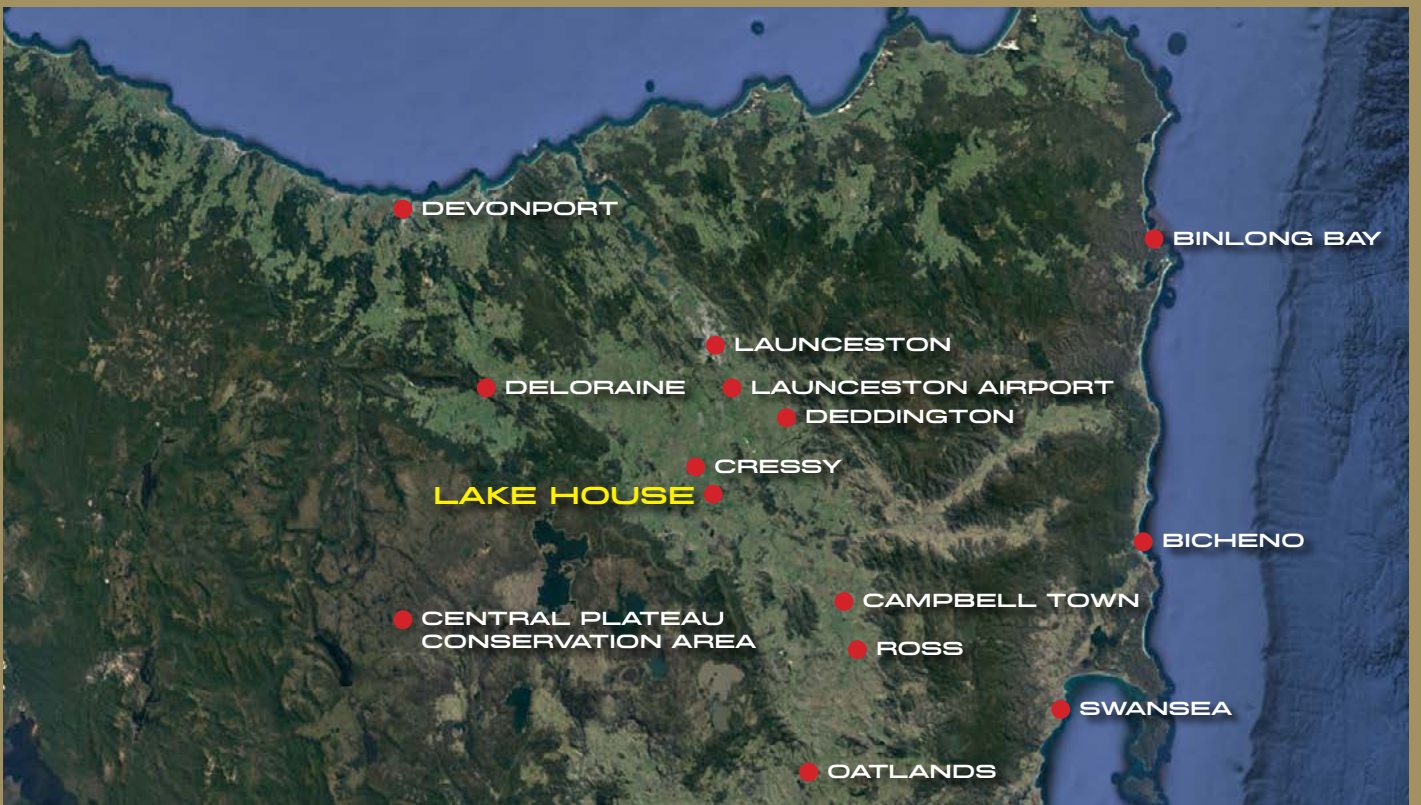 DEVONPORT
BINLONG BAY
LAUNCESTON
DELORAINE
LAUNCESTON AIRPORT
DEDDINGTON
CRESSY
LAKE HOUSE
BICHENO
CAMPBELL TOWN
CENTRAL PLATEAU
CONSERVATION AREA
ROSS
SWANSEA
OATLANDS